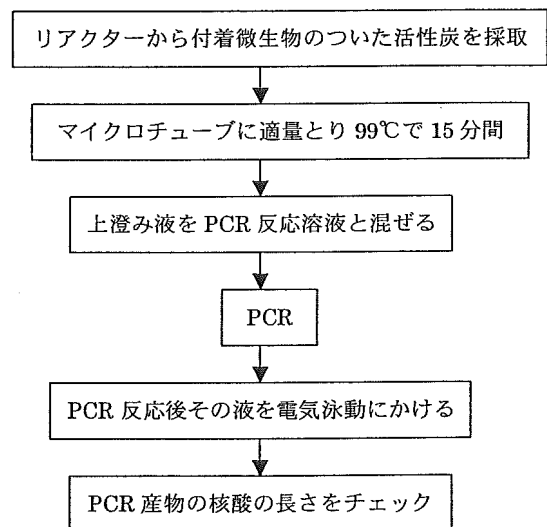 リアクターから付着微生物のついた活性炭を採取
マイクロチューブに適量とり 99℃で 15 分間
上澄み液を PCR 反応溶液と混ぜる
PCR
PCR 反応後その液を電気泳動にかける
PCR 産物の核酸の長さをチェック